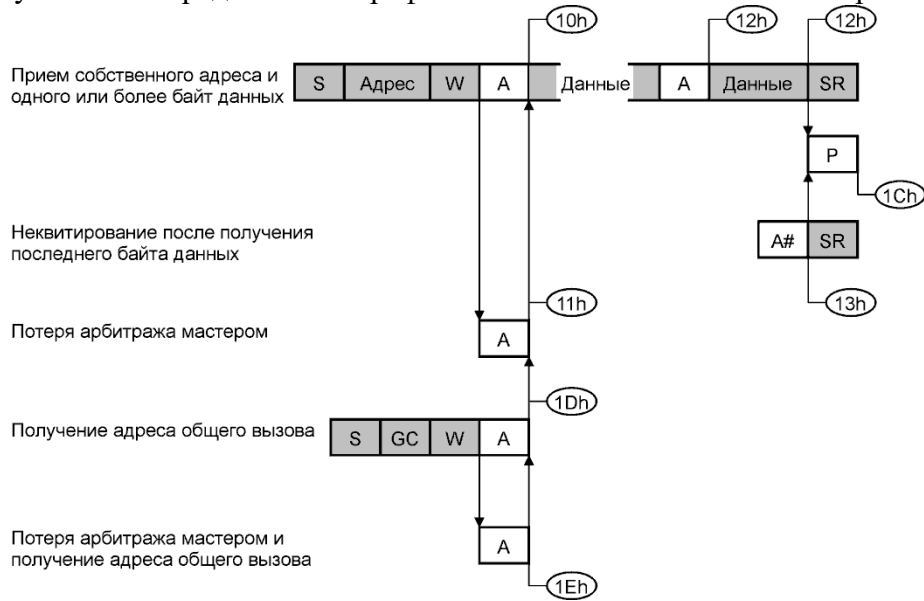 10h 12h 12h
Прием собственного адреса и
одного или более байт данных
S Адрес W A Данные A Данные SR
P
1Ch
Неквитирование после получения
последнего байта данных
A# SR
11h 13h
Потеря арбитража мастером
A
1Dh
Получение адреса общего вызова
S GC W A
Потеря арбитража мастером и
получение адреса общего вызова
A
1Eh